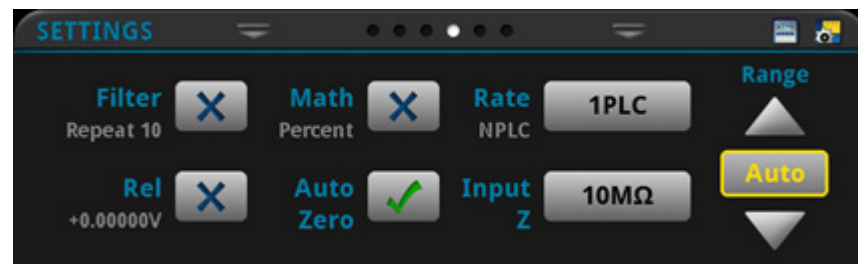 SETTINGS
Range
Filter
Repeat 10
Math
Percent
Rate
NPLC
1PLC
Auto
Rel
+0.00000V
Auto
Zero
Input
Z
10MΩ